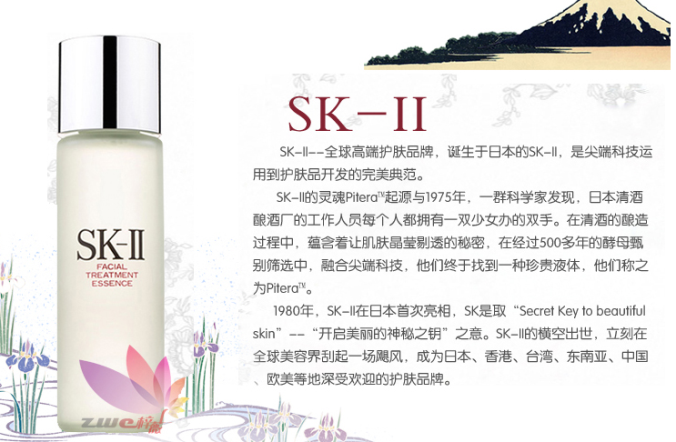 SK-II
SK-II
FACIAL
TREATMENT
ESSENCE
SK-II--全球高端护肤品牌，诞生于日本的SK-II，是尖端科技运
用到护肤品开发的完美典范。
SK-II的灵魂Pitera™起源与1975年，一群科学家发现，日本清酒
酿酒厂的工作人员每个人都拥有一双少女办的双手。在清酒的酿造
过程中，蕴含着让肌肤晶莹剔透的秘密，在经过500多年的酵母甄
别筛选中，融合尖端科技，他们终于找到一种珍贵液体，他们称之
为Pitera™。
1980年，SK-II在日本首次亮相，SK是取“Secret Key to beautiful
skin”--“开启美丽的神秘之钥”之意。SK-II的横空出世，立刻在
全球美容界刮起一场飓风，成为日本、香港、台湾、东南亚、中国
、欧美等地深受欢迎的护肤品牌。